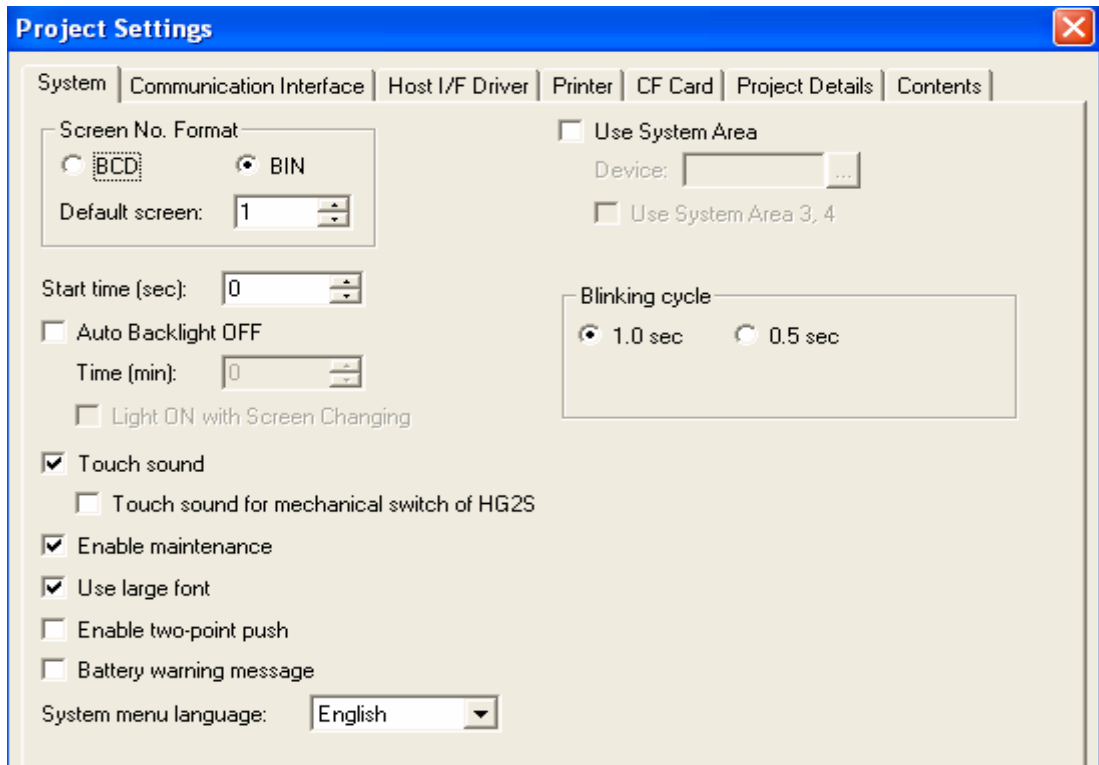 Project Settings
System Communication Interface Host I/F Driver Printer CF Card Project Details Contents
Screen No. Format
BCD BIN
Default screen: 1
Use System Area
Device: ...
Use System Area 3, 4
Start time (sec): 0
Auto Backlight OFF
Time (min): 0
Light ON with Screen Changing
Blinking cycle
1.0 sec 0.5 sec
Touch sound
Touch sound for mechanical switch of HG2S
Enable maintenance
Use large font
Enable two-point push
Battery warning message
System menu language: English